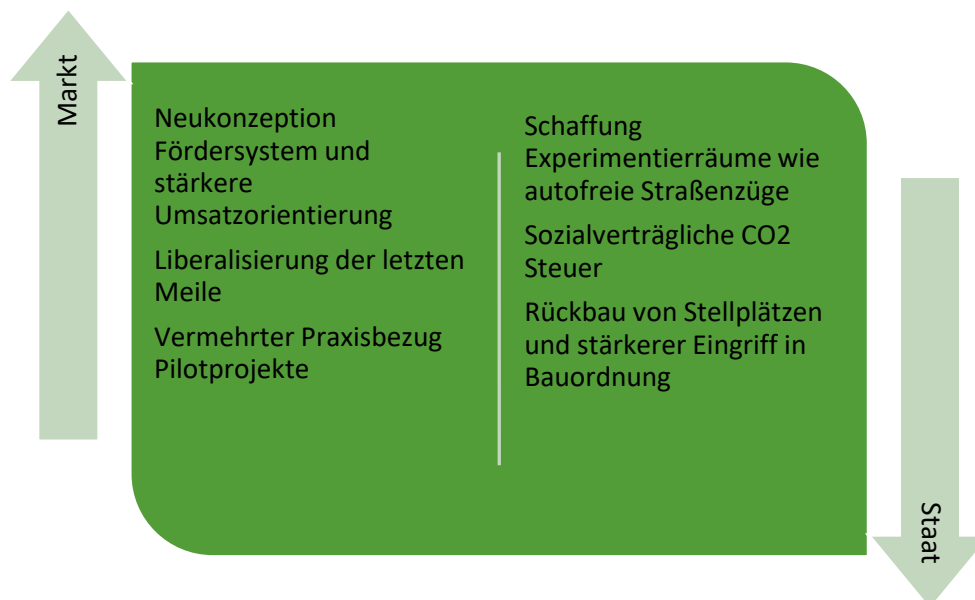 Markt
Neukonzeption
Fördersystem und
stärkere
Umsatzorientierung
Liberalisierung der letzten
Meile
Vermehrter Praxisbezug
Pilotprojekte
Schaffung
Experimentierräume wie
autofreie Straßenzüge
Sozialverträgliche CO2
Steuer
Rückbau von Stellplätzen
und stärkerer Eingriff in
Bauordnung
Staat